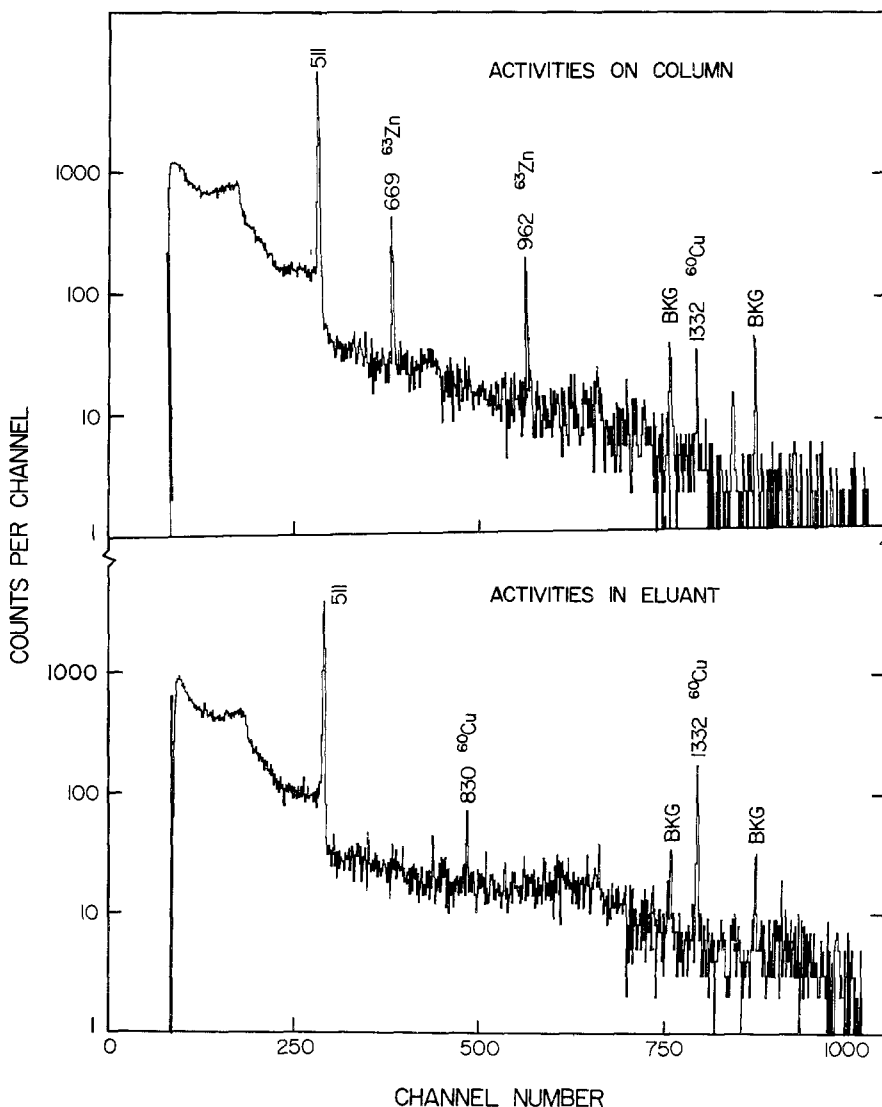 ACTIVITIES ON COLUMN
511
669 ⁶³Zn
962 ⁶³Zn
BKG
1332 ⁶⁰Cu
BKG
1000
100
10
1
COUNTS PER CHANNEL
ACTIVITIES IN ELUANT
511
830 ⁶⁰Cu
BKG
1332 ⁶⁰Cu
BKG
1000
100
10
1
0 250 500 750 1000
CHANNEL NUMBER